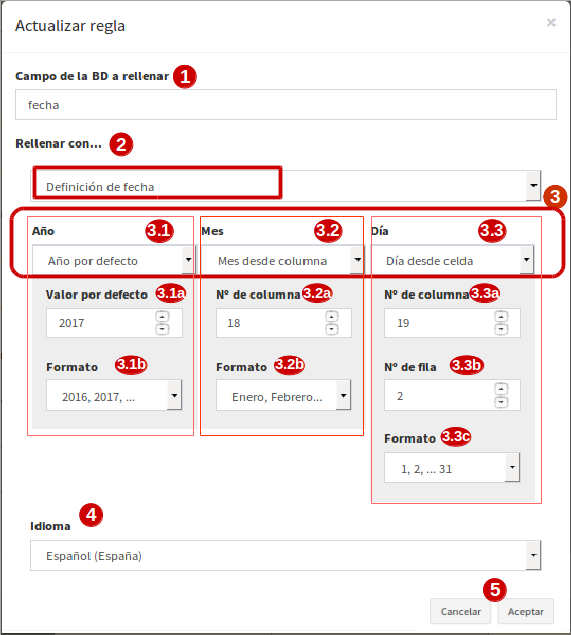 Actualizar regla ×
Campo de la BD a rellenar 1
fecha
Rellenar con... 2
Definición de fecha
3
Año 3.1 Mes 3.2 Día 3.3
Año por defecto Mes desde columna Día desde celda
Valor por defecto 3.1a Nº de columna 3.2a Nº de columna 3.3a
2017 18 19
Formato 3.1b Formato 3.2b Nº de fila 3.3b
2016, 2017, ... Enero, Febrero... 2
Formato 3.3c
1, 2, ... 31
4
Idioma
Español (España)
5
Cancelar Aceptar